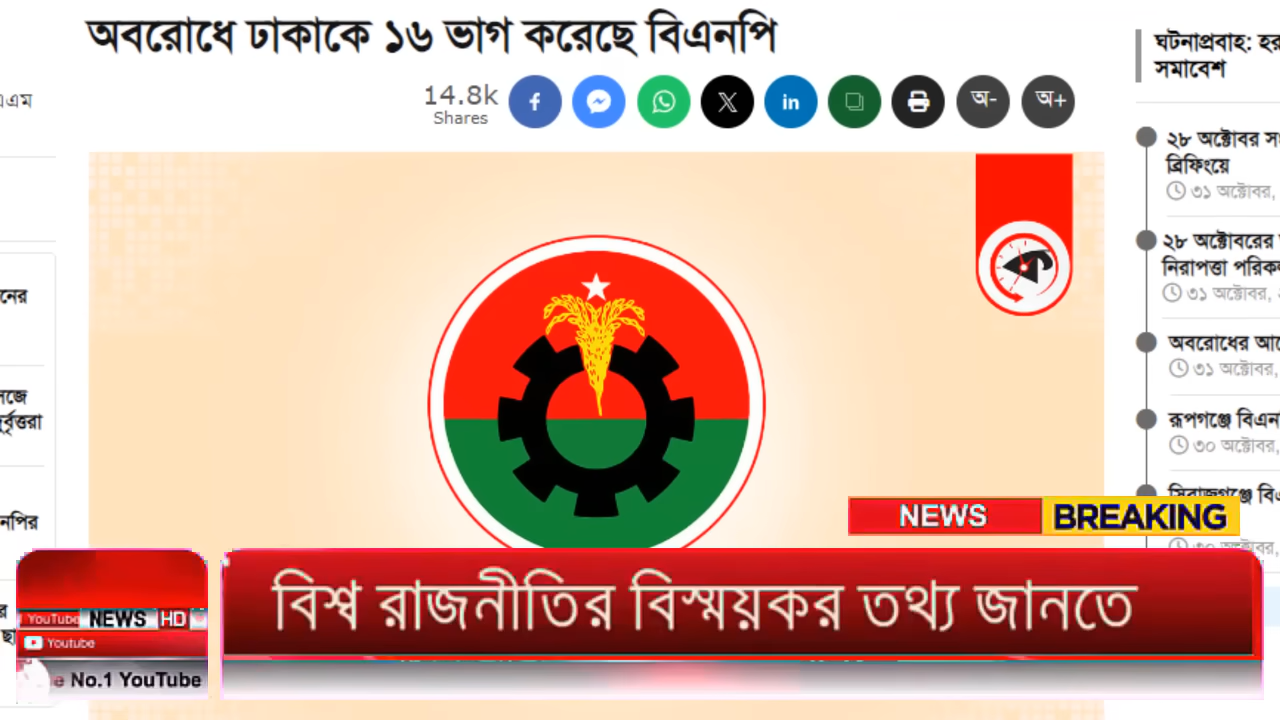 অবরোধে ঢাকাকে ১৬ ভাগ করেছে বিএনপি
14.8k
Shares
অ-
অ+
ঘটনাপ্রবাহ:
সমাবেশ
২৮ অক্টোবর
ব্রিফিংয়ে
৩১ অক্টোবর,
২৮ অক্টোবরের
নিরাপত্তা
৩১ অক্টোবর,
অবরোধের
৩১ অক্টোবর,
রূপগঞ্জে
৩০ অক্টোবর,
NEWS BREAKING
বিশ্ব রাজনীতির বিস্ময়কর তথ্য জানতে
YouTube NEWS HD
Youtube
No.1 YouTube